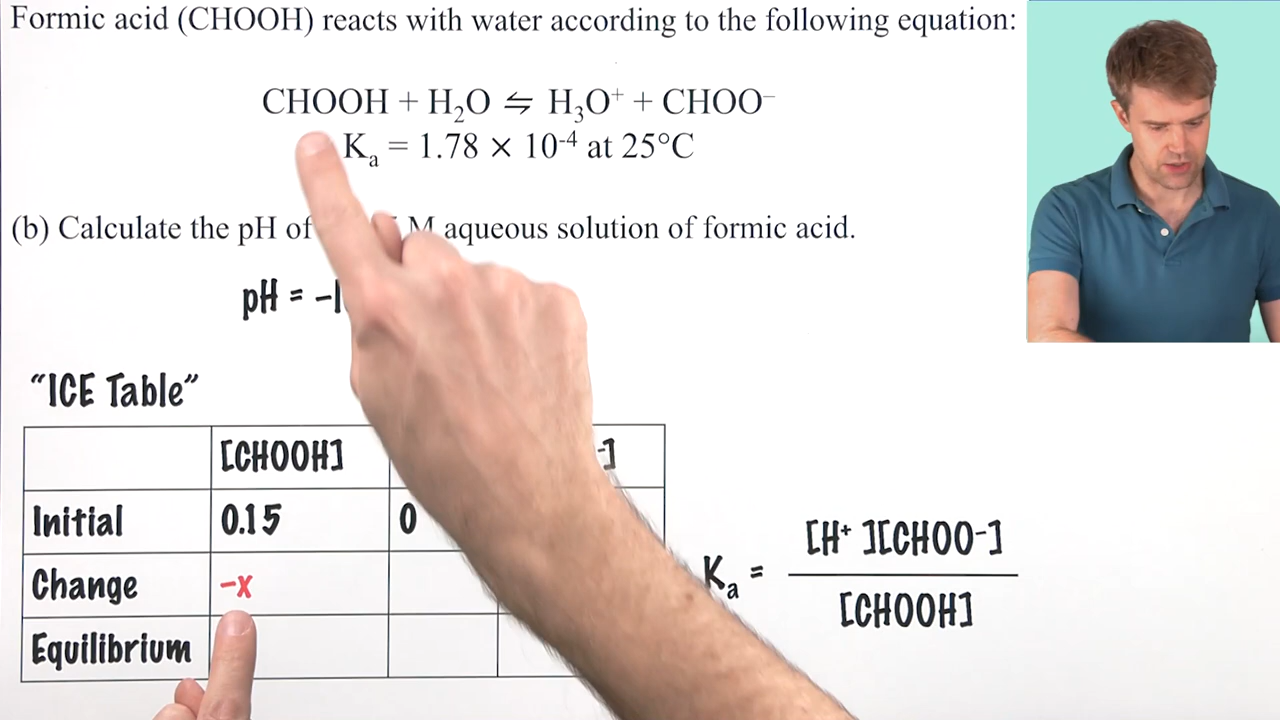 Formic acid (CHOOH) reacts with water according to the following equation:
CHOOH + H₂O ⇋ H₃O⁺ + CHOO⁻
Kₐ = 1.78 × 10⁻⁴ at 25°C
(b) Calculate the pH of M aqueous solution of formic acid.
pH = –
"ICE Table"
[CHOOH] -]
Initial 0.15 0
Change -x
Equilibrium
Kₐ = [H⁺][CHOO⁻]
[CHOOH]